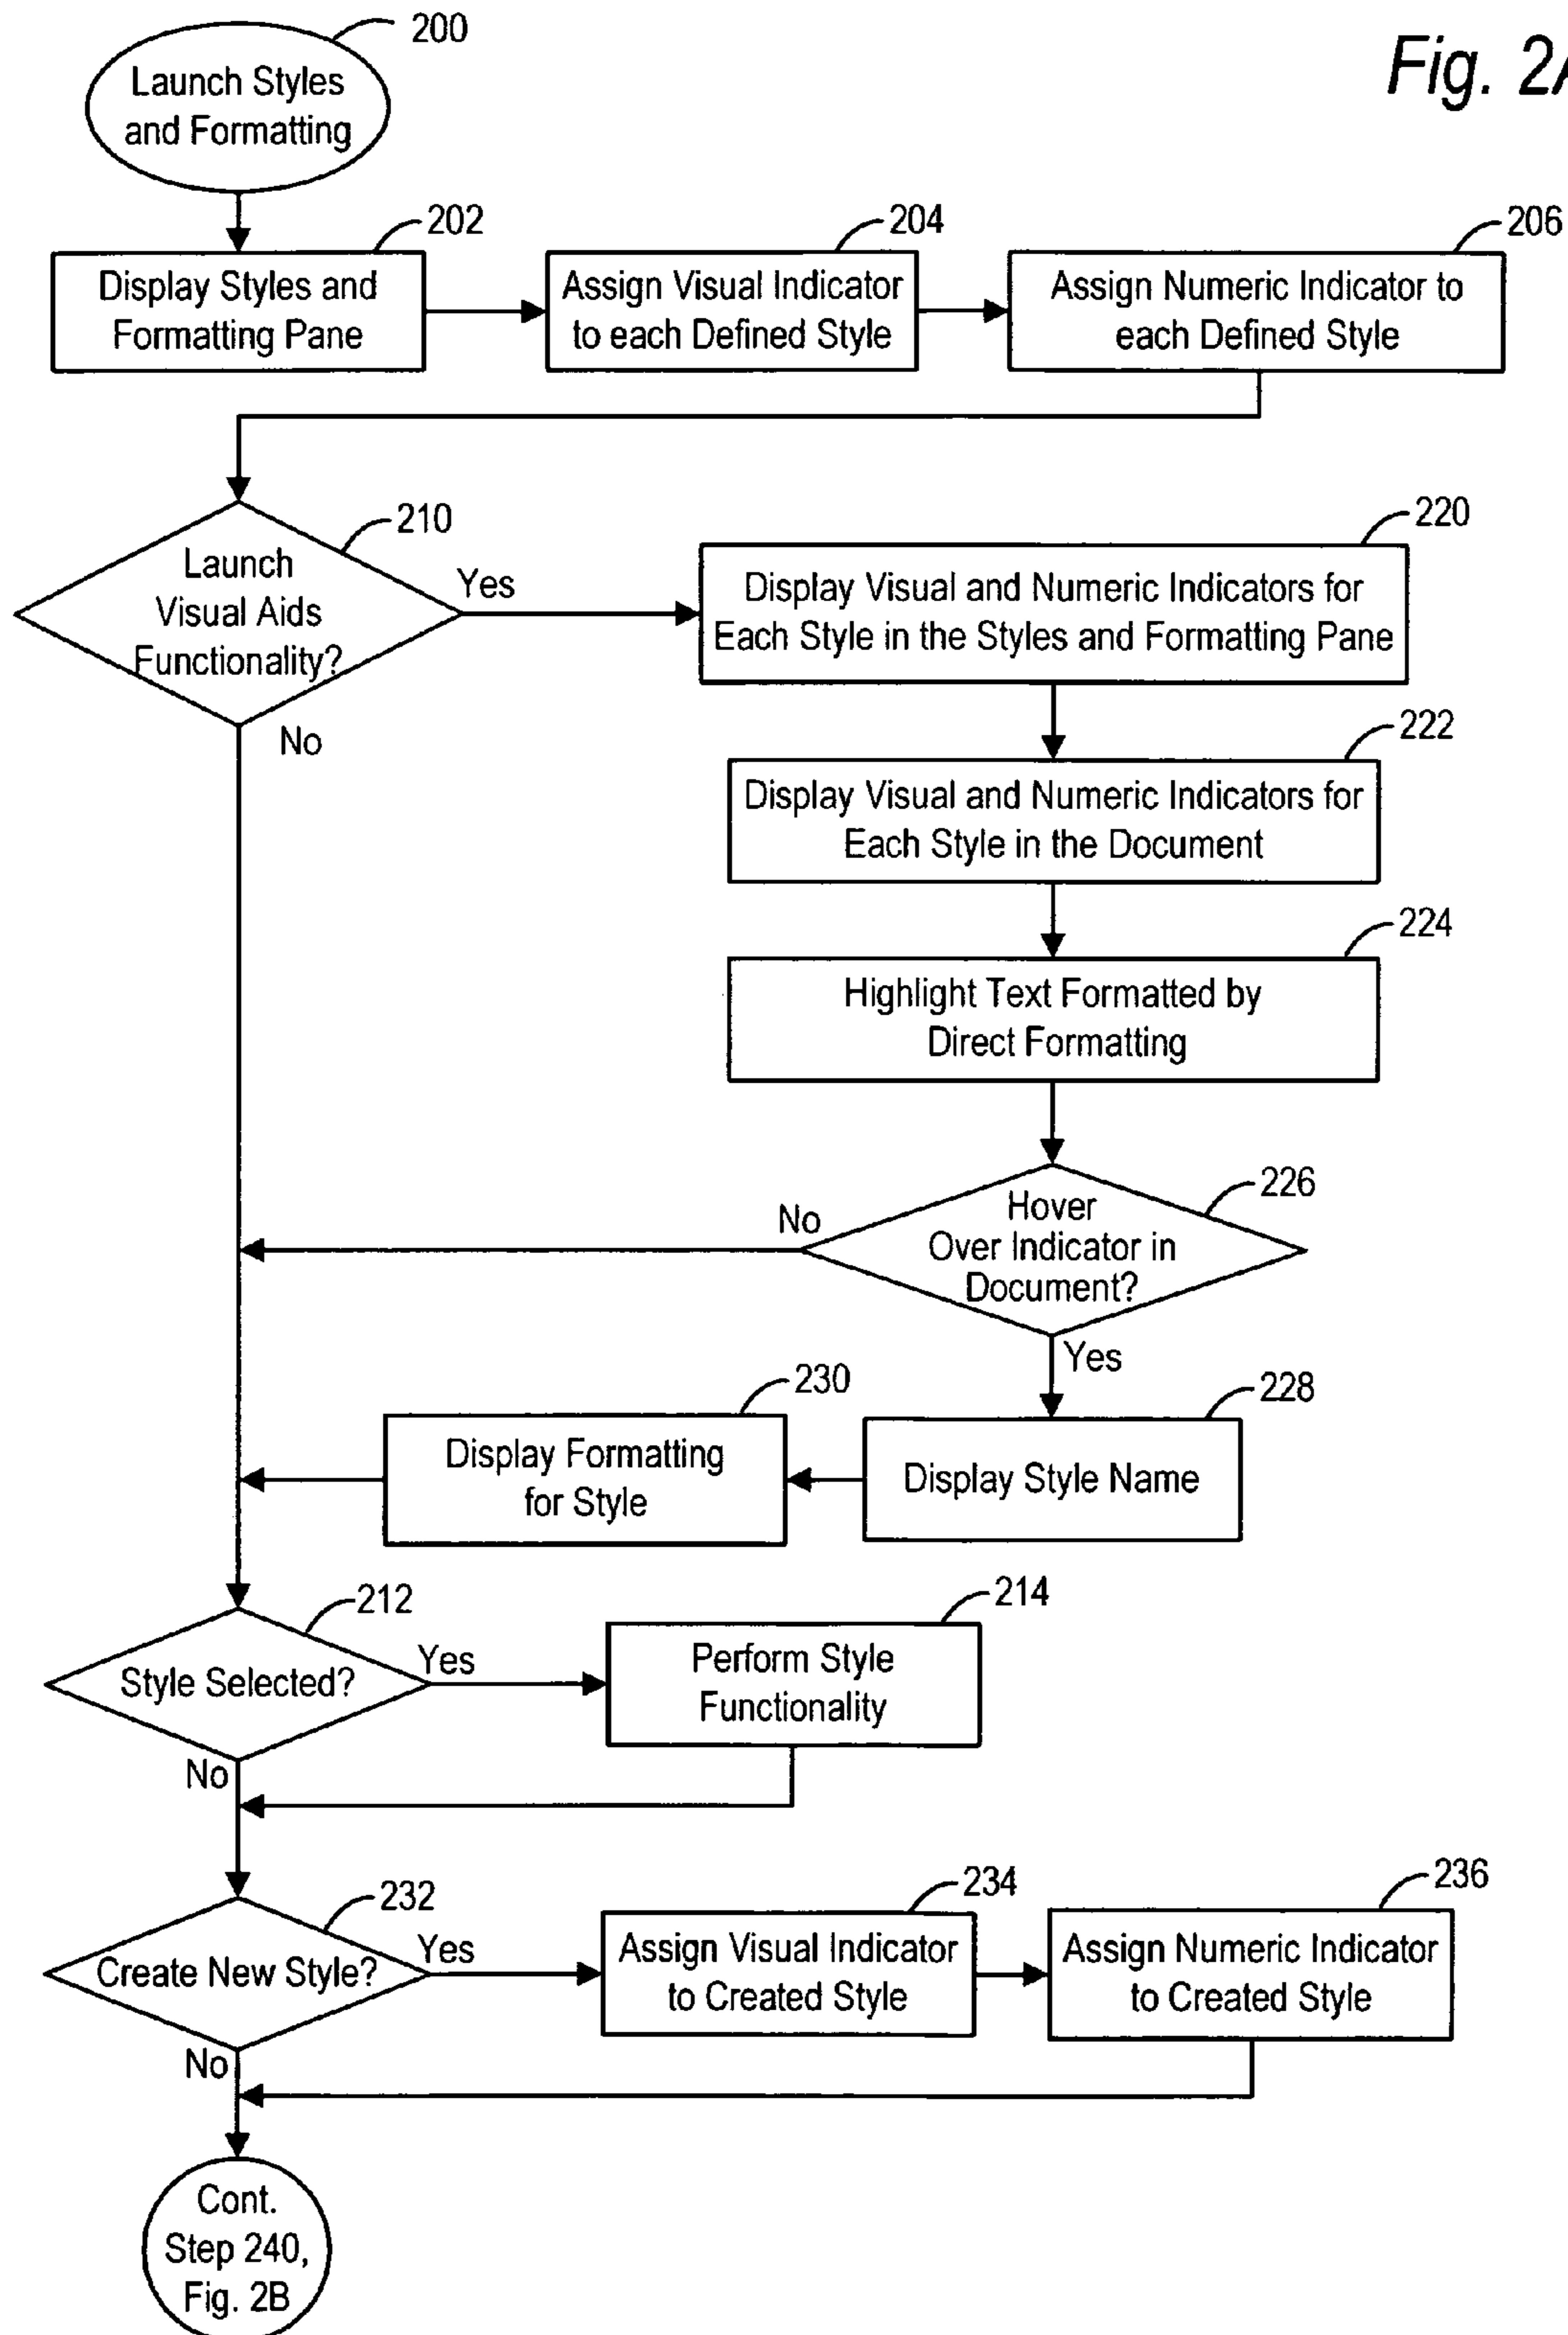 200
Fig. 2A
Launch Styles
and Formatting
202
204
206
Display Styles and
Formatting Pane
Assign Visual Indicator
to each Defined Style
Assign Numeric Indicator to
each Defined Style
210
Launch
Visual Aids
Functionality?
Yes
No
220
Display Visual and Numeric Indicators for
Each Style in the Styles and Formatting Pane
222
Display Visual and Numeric Indicators for
Each Style in the Document
224
Highlight Text Formatted by
Direct Formatting
226
Hover
Over Indicator in
Document?
No
Yes
228
Display Style Name
230
Display Formatting
for Style
212
Style Selected?
Yes
No
214
Perform Style
Functionality
232
Create New Style?
Yes
No
234
Assign Visual Indicator
to Created Style
236
Assign Numeric Indicator
to Created Style
Cont.
Step 240,
Fig. 2B